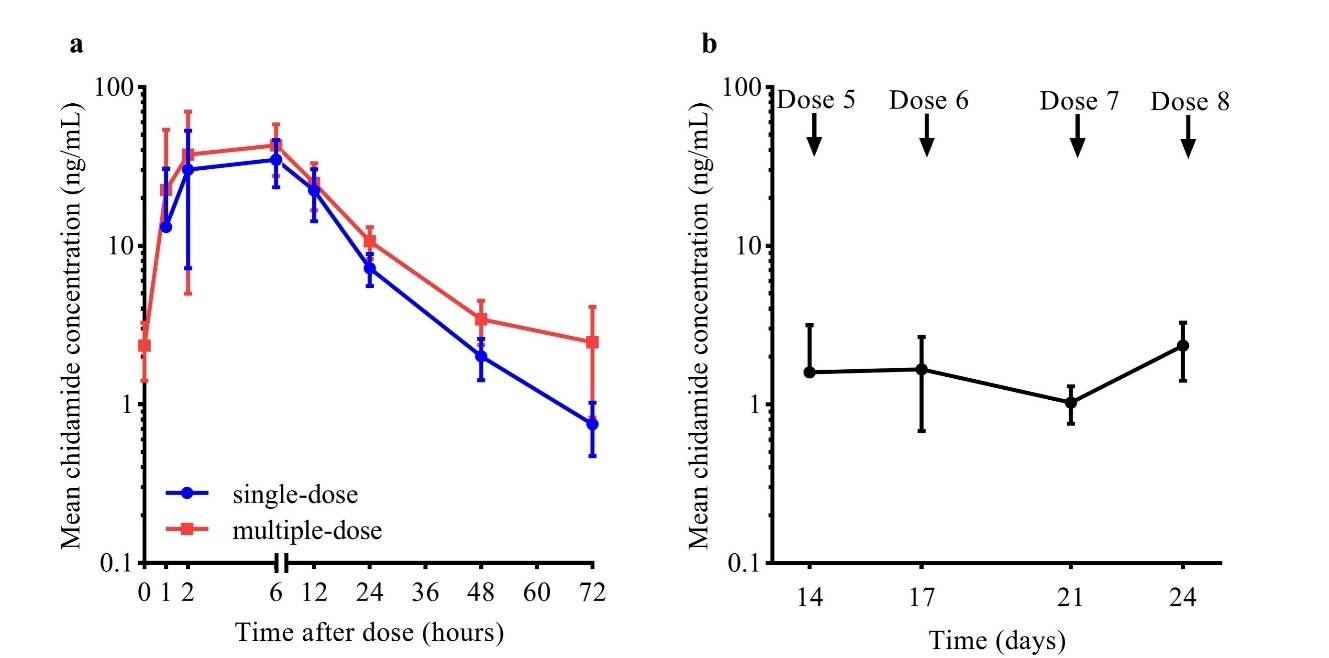 a
Mean chidamide concentration (ng/mL)
100
10
1
0.1
single-dose
multiple-dose
0 1 2 6 12 24 36 48 60 72
Time after dose (hours)
b
Mean chidamide concentration (ng/mL)
100
10
1
0.1
Dose 5 Dose 6 Dose 7 Dose 8
14 17 21 24
Time (days)